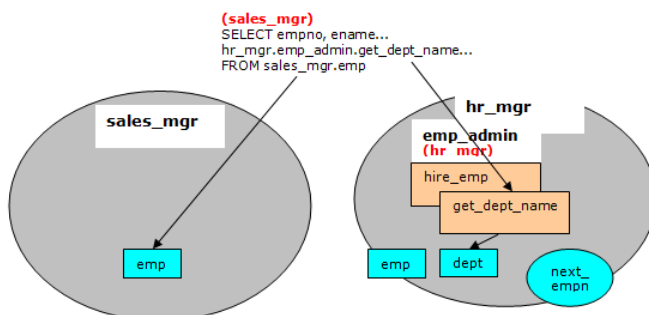 (sales_mgr)
SELECT empno, ename...
hr_mgr.emp_admin.get_dept_name...
FROM sales_mgr.emp
sales_mgr
hr_mgr
emp_admin
(hr_mgr)
hire_emp
get_dept_name
emp
emp
dept
next_
empn